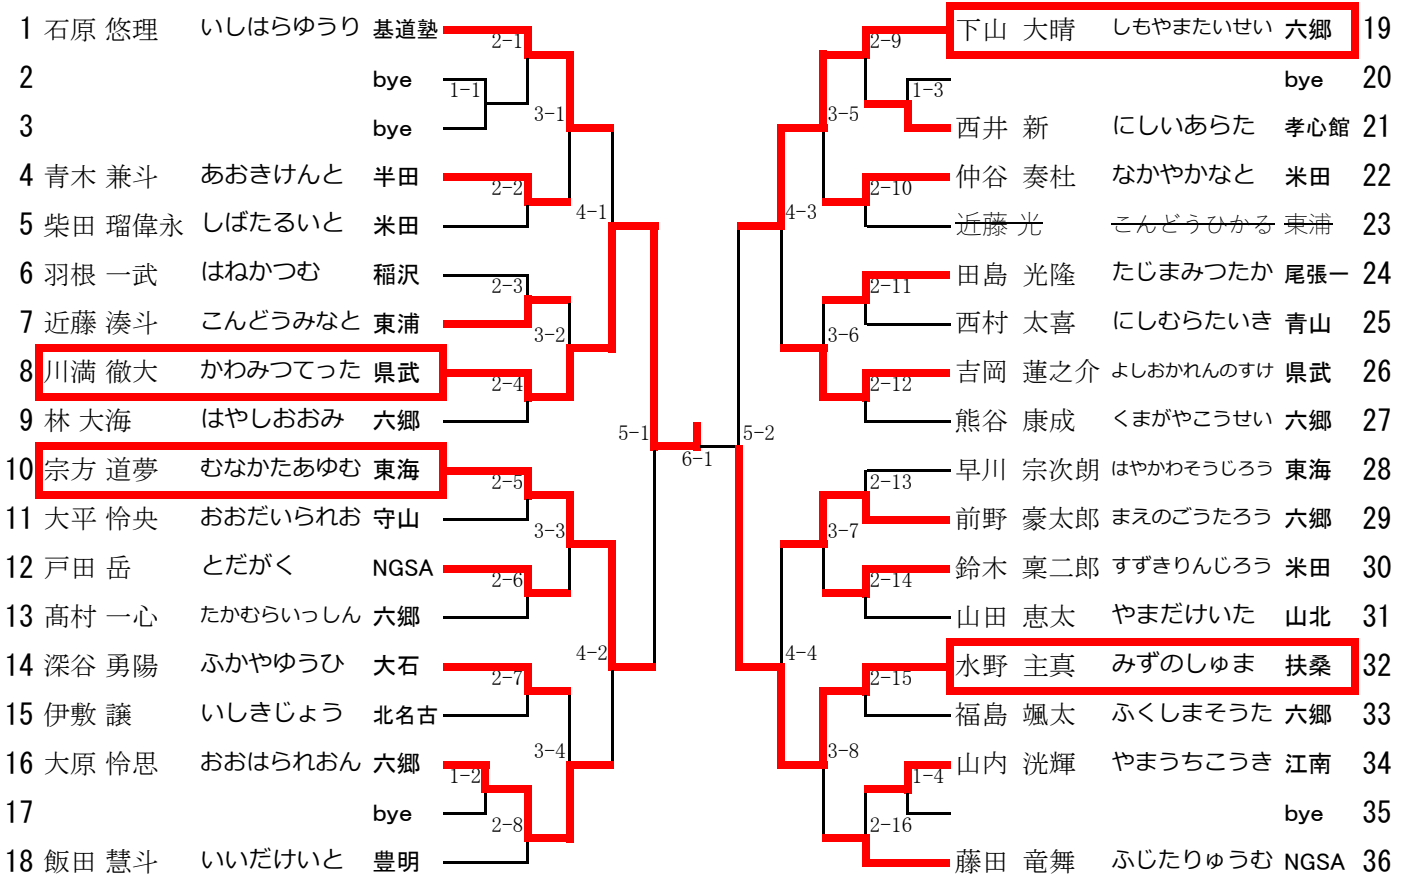 1 石原 悠理 いしはらゆうり 基道塾
2 bye
3 bye
4 青木 兼斗 あおきけんと 半田
5 柴田 瑠偉永 しばたるいと 米田
6 羽根 一武 はねかつむ 稲沢
7 近藤 湊斗 こんどうみなと 東浦
8 川満 徹大 かわみつてった 県武
9 林 大海 はやしおおみ 六郷
10 宗方 道夢 むなかたあゆむ 東海
11 大平 怜央 おおだいられお 守山
12 戸田 岳 とだがく NGSA
13 髙村 一心 たかむらいっしん 六郷
14 深谷 勇陽 ふかやゆうひ 大石
15 伊敷 譲 いしきじょう 北名古
16 大原 怜思 おおはられおん 六郷
17 bye
18 飯田 慧斗 いいだけいと 豊明
2-1
1-1
3-1
2-2
4-1
2-3
3-2
2-4
5-1
2-5
3-3
2-6
4-2
2-7
3-4
1-2
2-8
6-1
5-2
2-9
1-3
3-5
2-10
4-3
2-11
3-6
2-12
2-13
3-7
2-14
4-4
2-15
3-8
1-4
2-16
下山 大晴 しもやまたいせい 六郷 19
bye 20
西井 新 にしいあらた 孝心館 21
仲谷 奏杜 なかやかなと 米田 22
近藤 光 こんどうひかる 東浦 23
田島 光隆 たじまみつたか 尾張一 24
西村 太喜 にしむらたいき 青山 25
吉岡 蓮之介 よしおかれんのすけ 県武 26
熊谷 康成 くまがやこうせい 六郷 27
早川 宗次朗 はやかわそうじろう 東海 28
前野 豪太郎 まえのごうたろう 六郷 29
鈴木 稟二郎 すずきりんじろう 米田 30
山田 恵太 やまだけいた 山北 31
水野 主真 みずのしゅま 扶桑 32
福島 颯太 ふくしまそうた 六郷 33
山内 洸輝 やまうちこうき 江南 34
bye 35
藤田 竜舞 ふじたりゅうむ NGSA 36